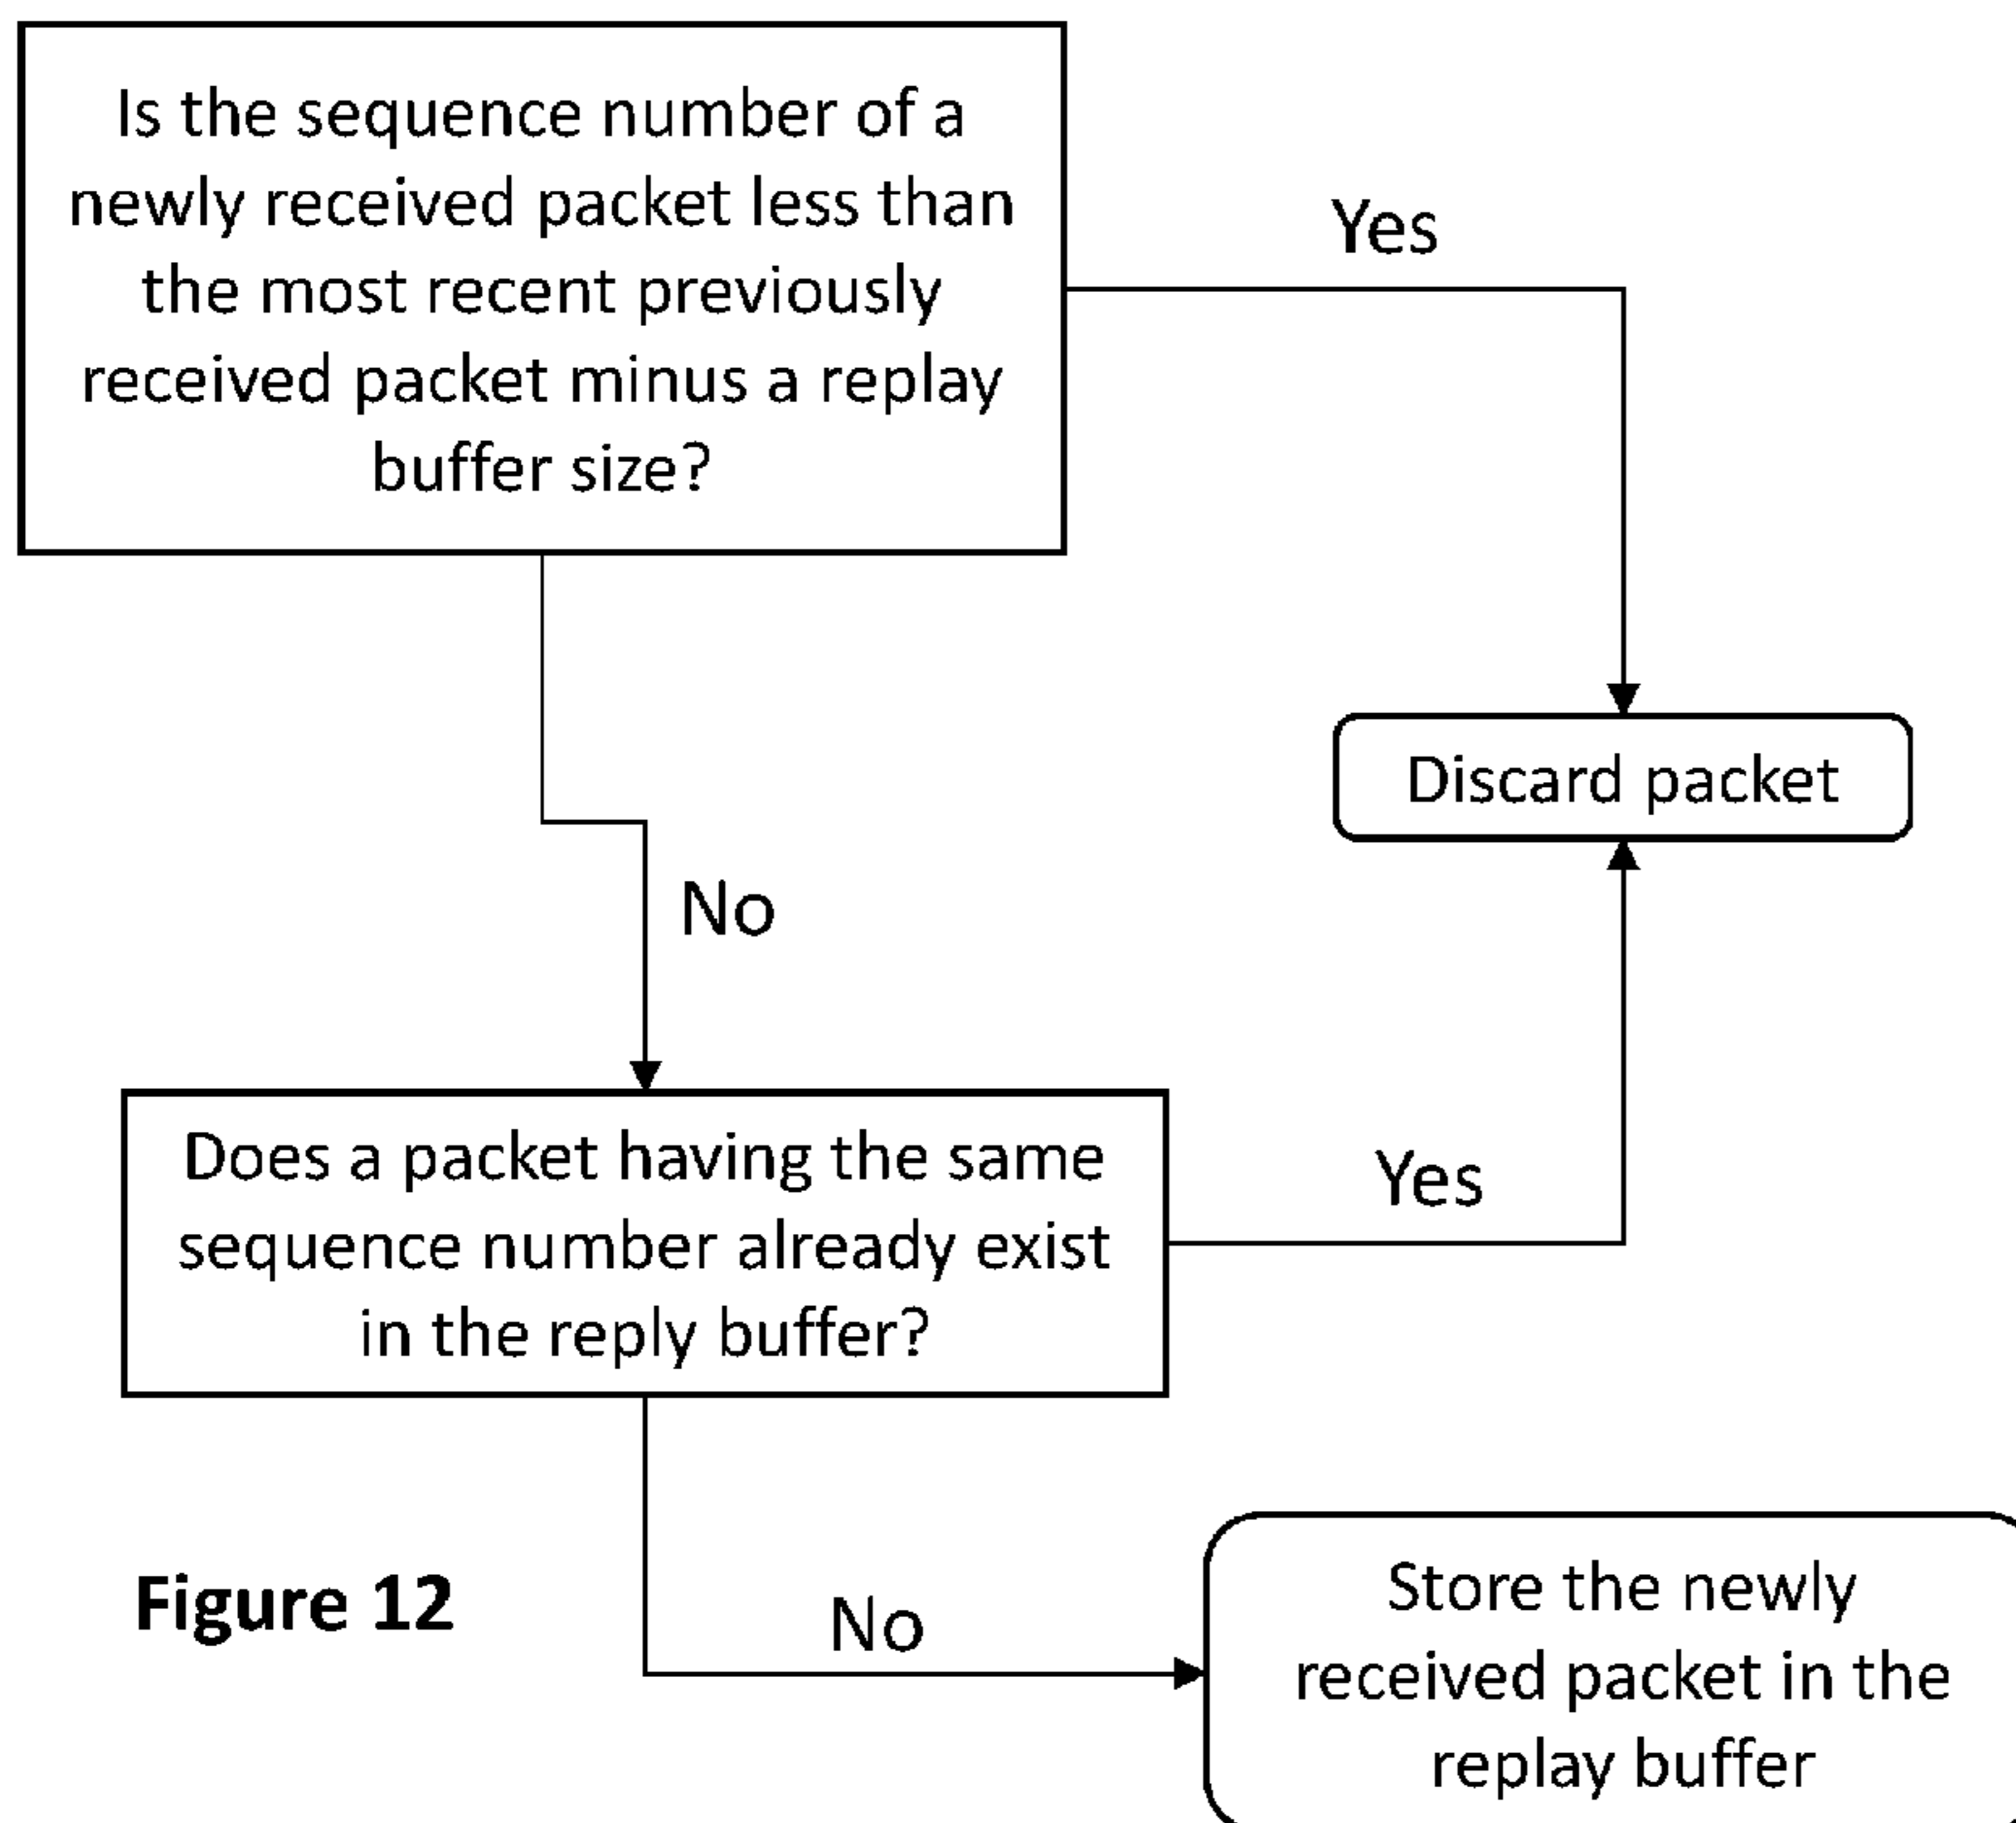 Is the sequence number of a
newly received packet less than
the most recent previously
received packet minus a replay
buffer size?
Yes
Discard packet
No
Does a packet having the same
sequence number already exist
in the reply buffer?
Yes
No
Store the newly
received packet in the
replay buffer
Figure 12